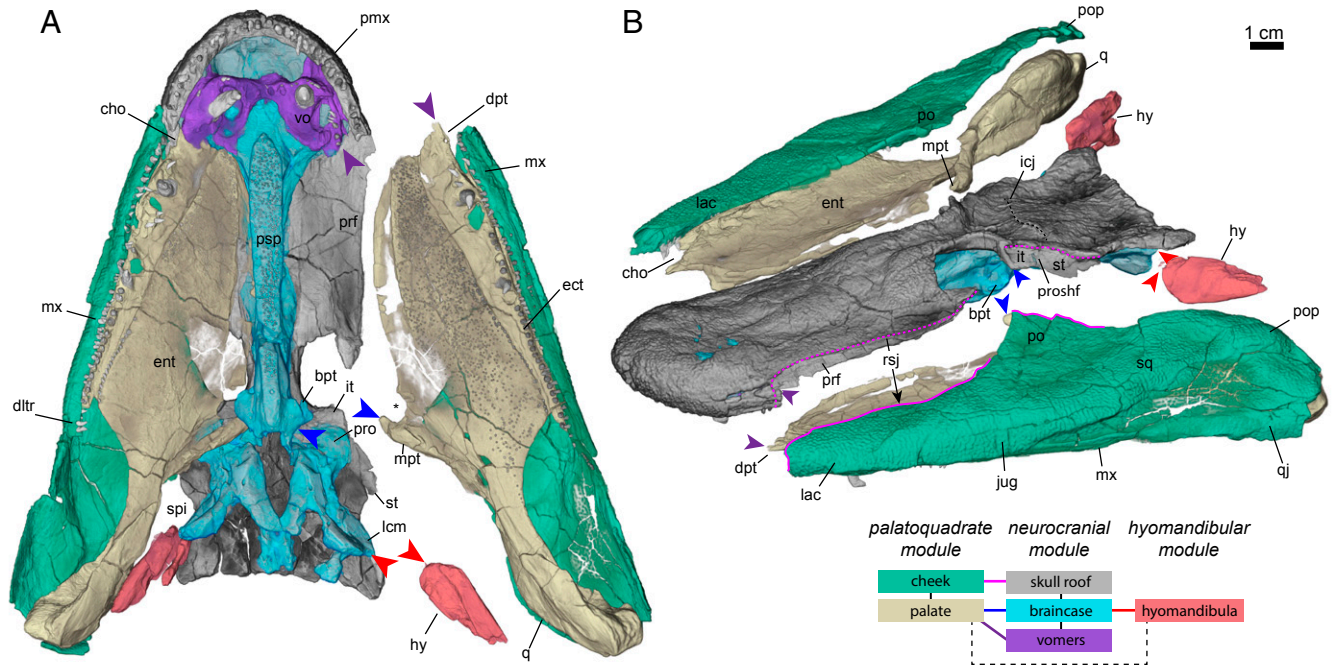 A
pmx
cho
vo
dpt
mx
prf
psp
ect
mx
ent
bpt
it
dltr
*
pro
mpt
st
spi
lcm
hy
q
B
pop
1 cm
q
po
hy
mpt
icj
lac
ent
hy
cho
it
st
proshf
bpt
pop
po
rsj
sq
prf
dpt
mx
qj
lac
jug
palatoquadrate neurocranial hyomandibular
module module module
cheek skull roof
palate braincase hyomandibula
vomers